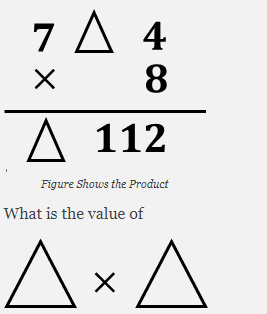 7 △ 4
× 8
△ 112
Figure Shows the Product
What is the value of
△ × △